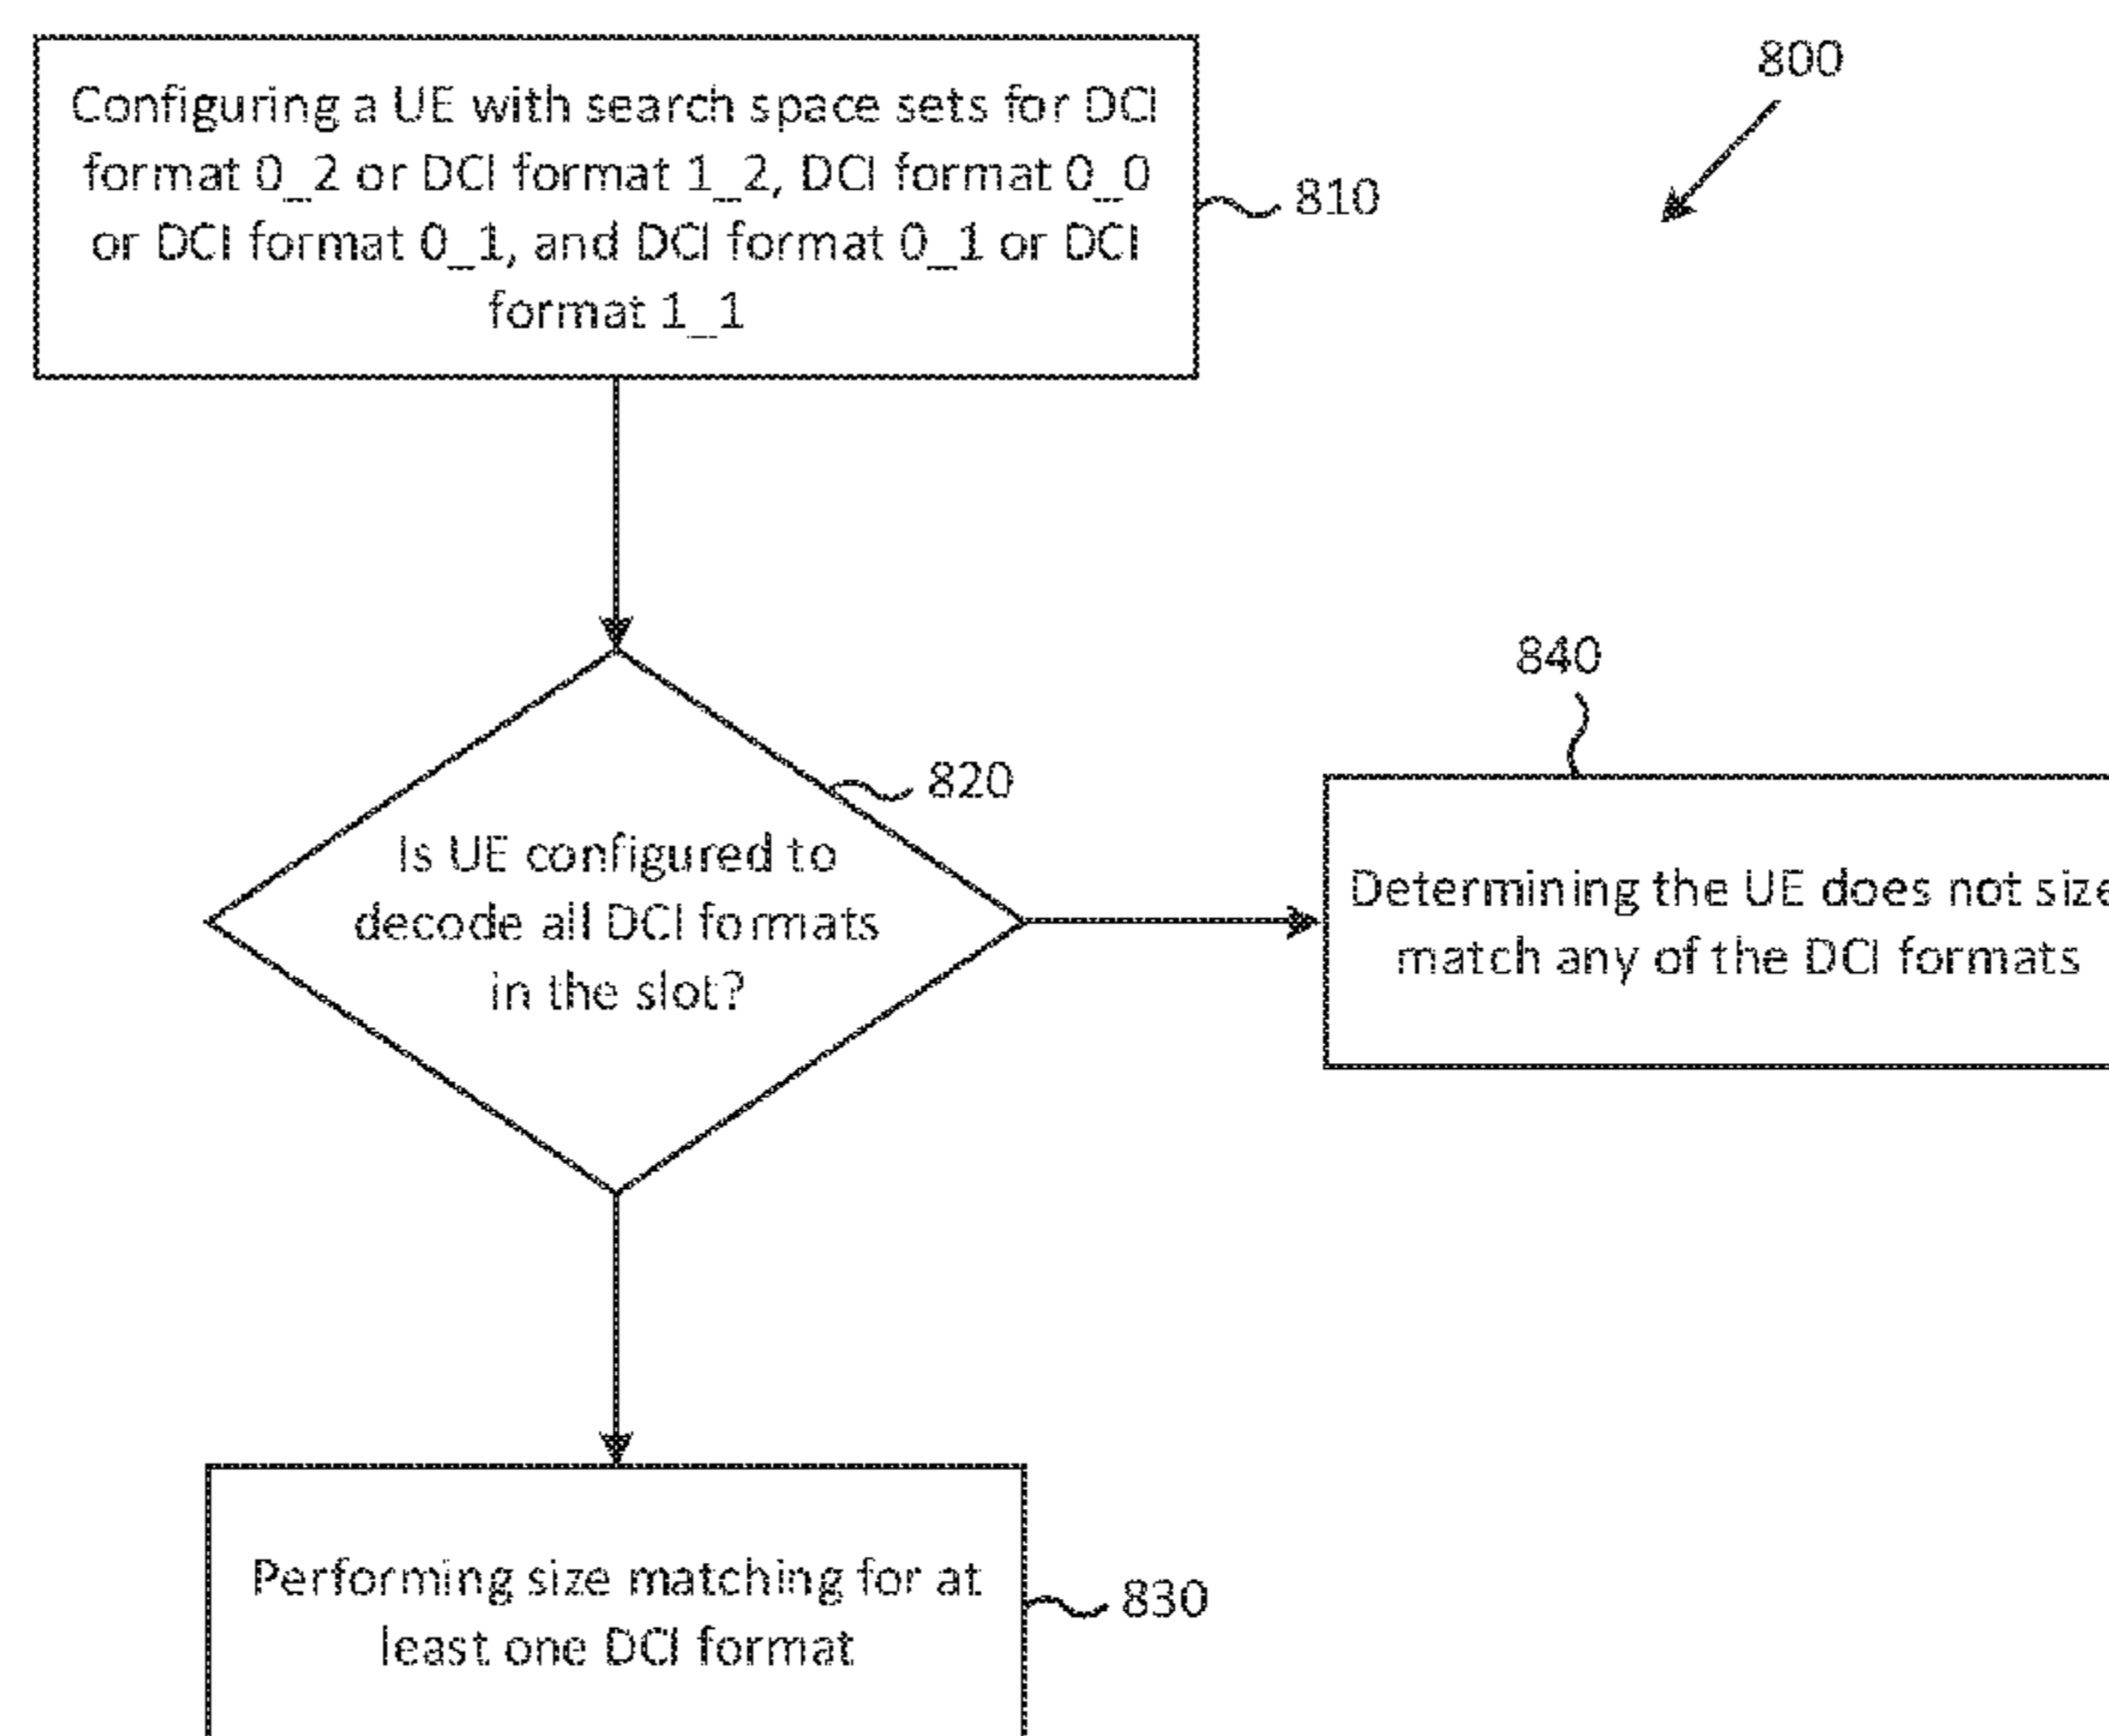 Configuring a UE with search space sets for DCI
format 0_2 or DCI format 1_2, DCI format 0_0
or DCI format 0_1, and DCI format 0_1 or DCI
format 1_1
810
800
Is UE configured to
decode all DCI formats
in the slot?
820
840
Determining the UE does not size
match any of the DCI formats
Performing size matching for at
least one DCI format
830